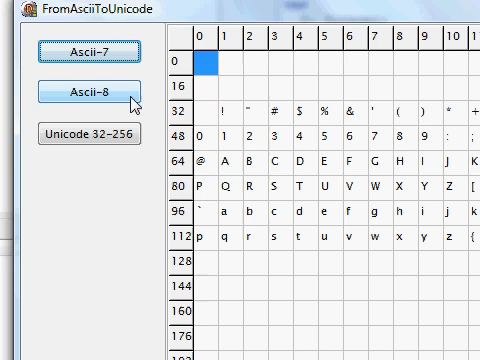 FromAsciiToUnicode
Ascii-7
Ascii-8
Unicode 32-256
0 1 2 3 4 5 6 7 8 9 10
0
16
32 ! " # $ % & ' ( ) * +
48 0 1 2 3 4 5 6 7 8 9 : ;
64 @ A B C D E F G H I J K
80 P Q R S T U V W X Y Z [
96 ` a b c d e f g h i j k
112 p q r s t u v w x y z {
128
144
160
176